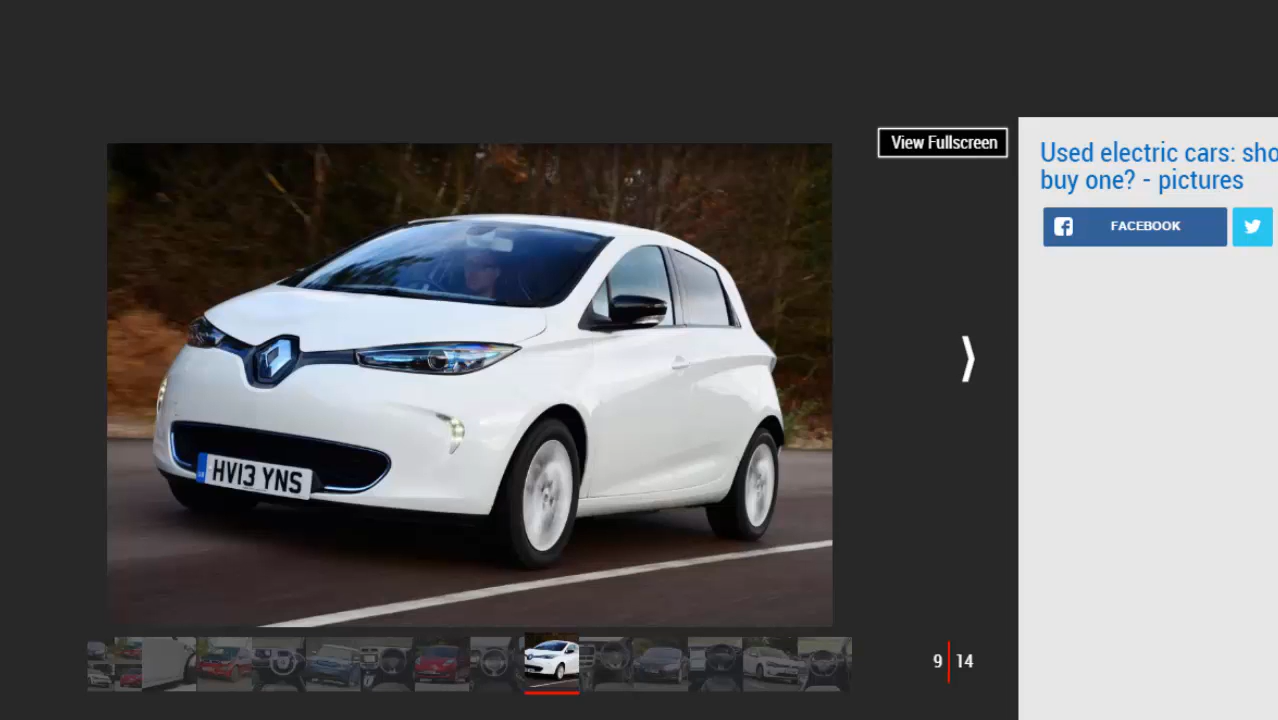 View Fullscreen
Used electric cars: sho
buy one? - pictures
FACEBOOK
HV13 YNS
9 14